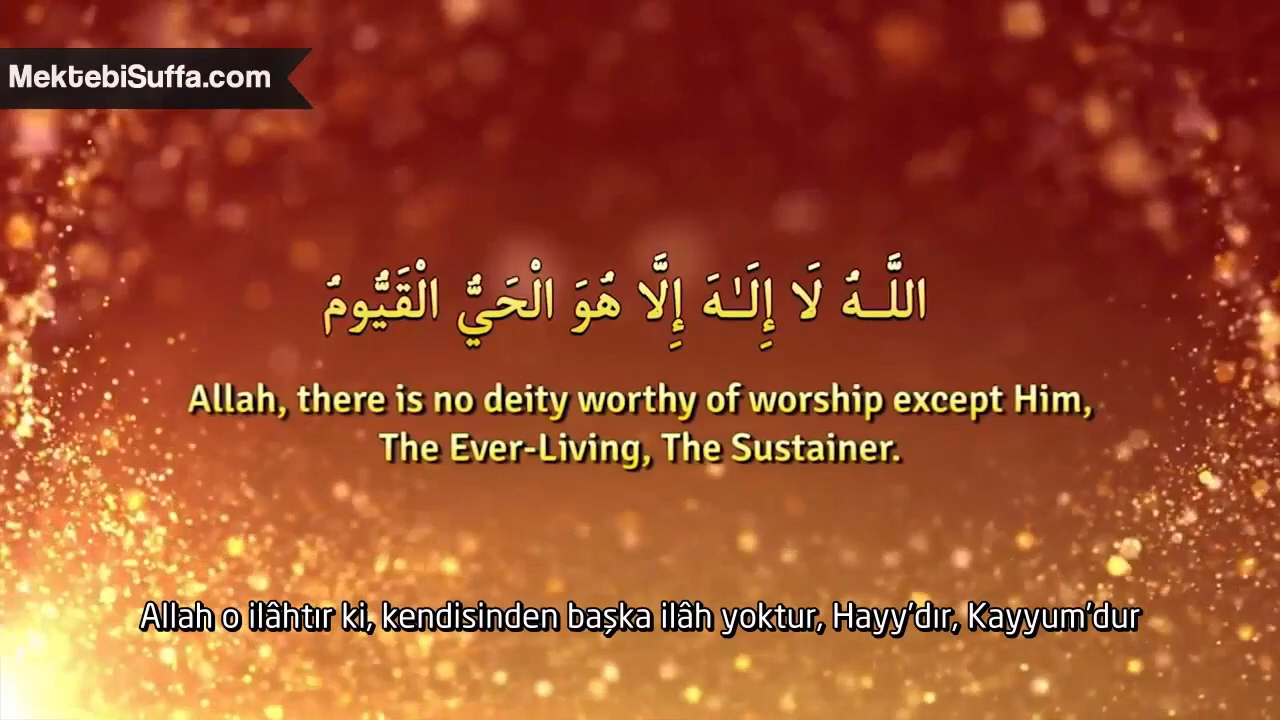 MektebiSuffa.com
اللَّـهُ لَا إِلَـٰهَ إِلَّا هُوَ الْحَيُّ الْقَيُّومُ
Allah, there is no deity worthy of worship except Him,
The Ever-Living, The Sustainer.
Allah o ilâhtır ki, kendisinden başka ilâh yoktur, Hayy’dır, Kayyum’dur